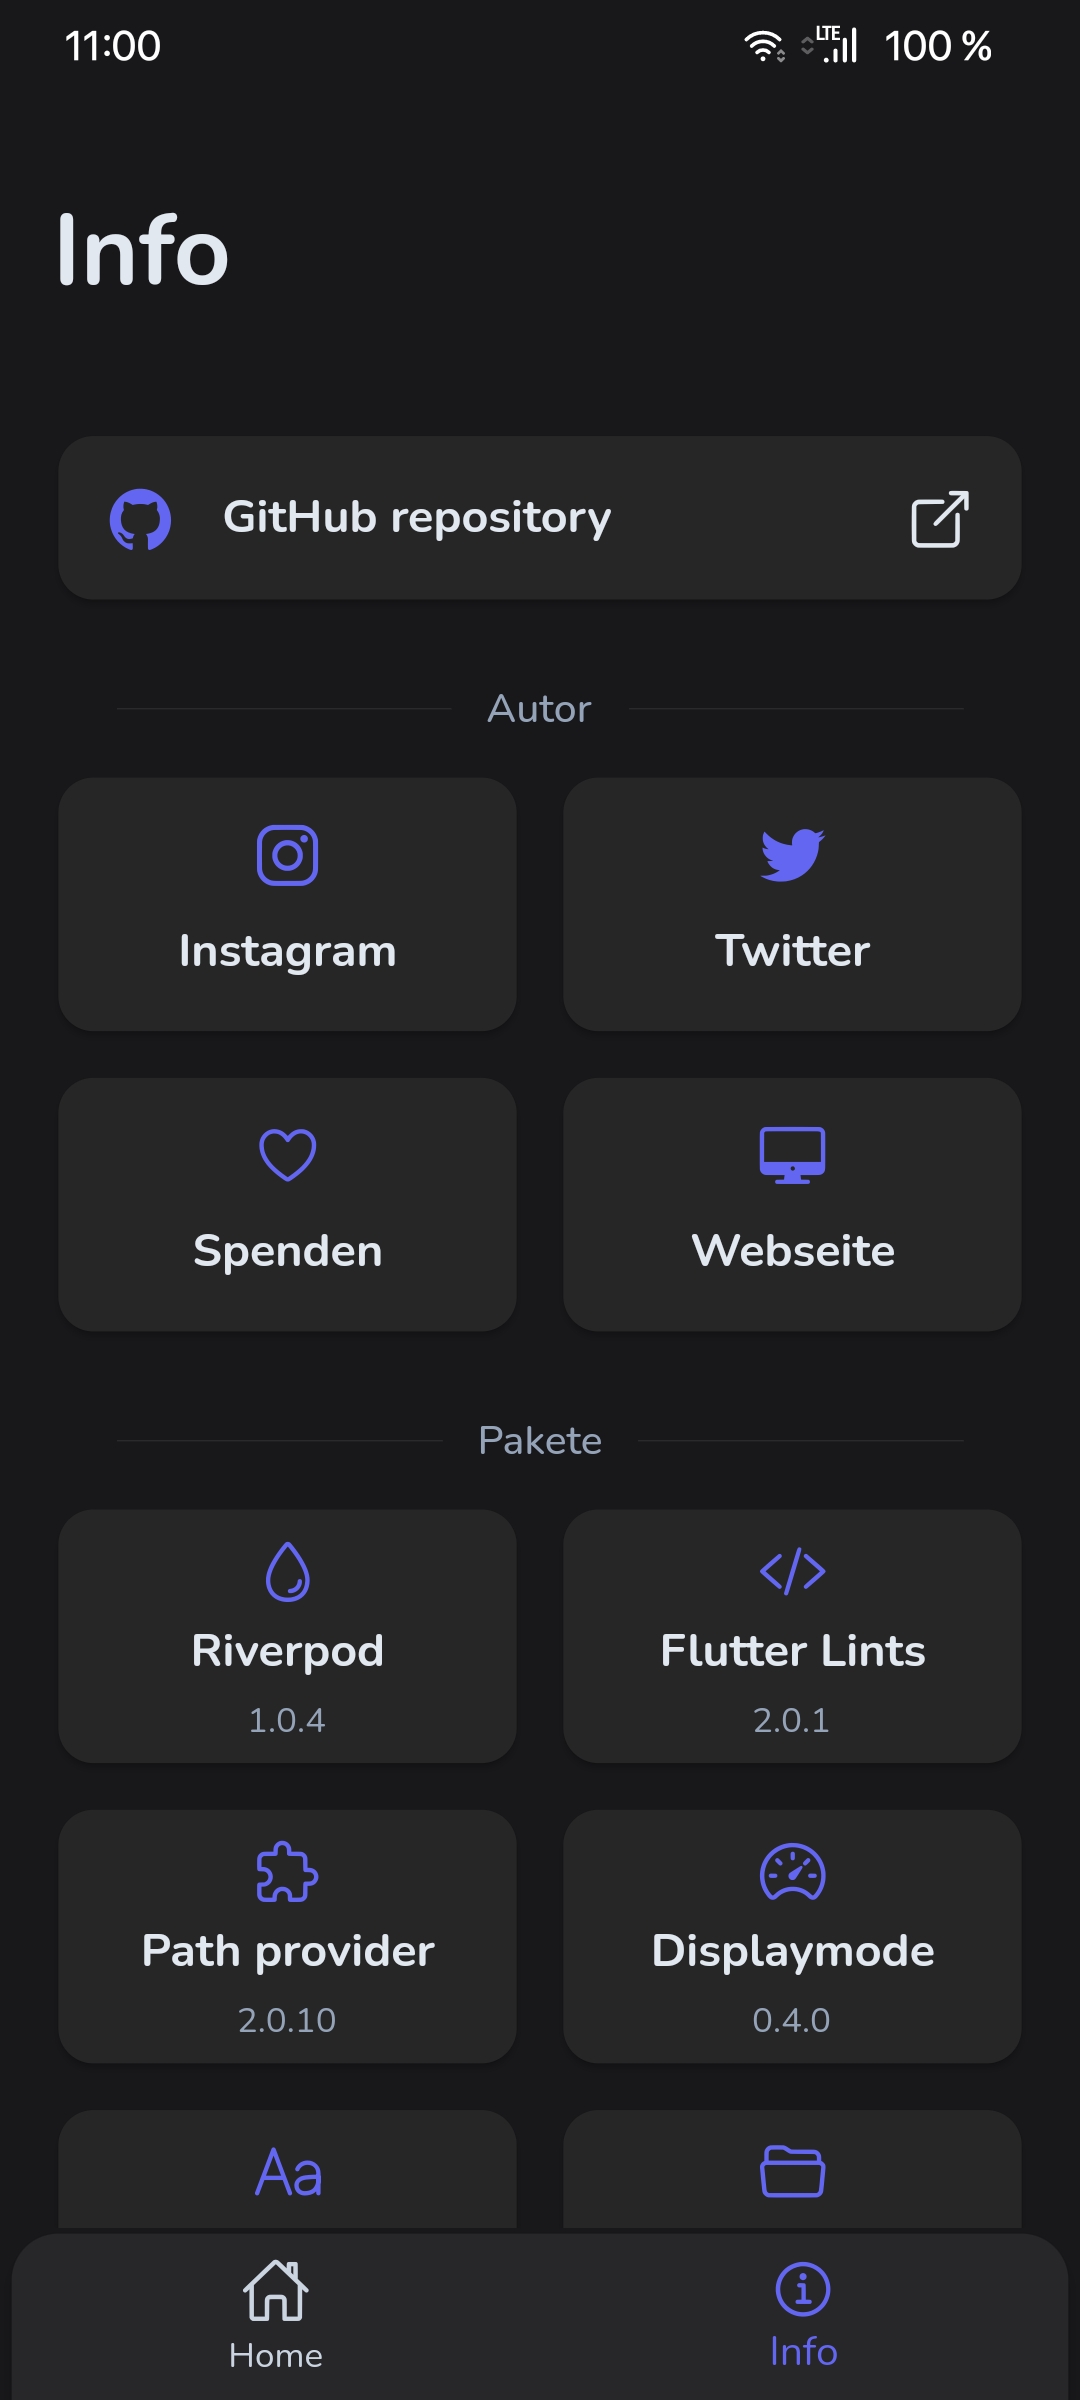 11:00
LTE
100 %
Info
GitHub repository
Autor
Instagram
Twitter
Spenden
Webseite
Pakete
Riverpod
1.0.4
Flutter Lints
2.0.1
Path provider
2.0.10
Displaymode
0.4.0
Aa
Home
Info